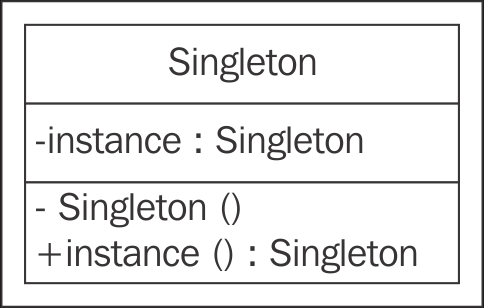 Singleton
-instance : Singleton
- Singleton ()
+instance () : Singleton